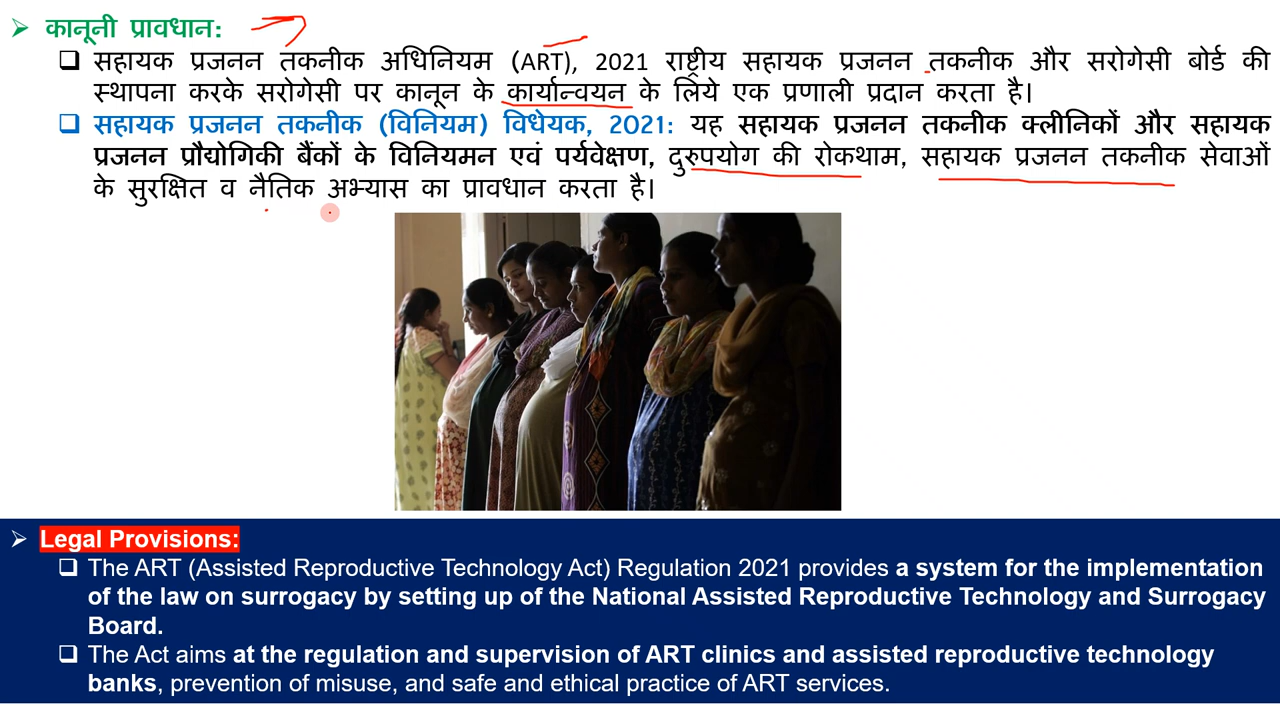 ➢ कानूनी प्रावधान:
❑ सहायक प्रजनन तकनीक अधिनियम (ART), 2021 राष्ट्रीय सहायक प्रजनन तकनीक और सरोगेसी बोर्ड की
स्थापना करके सरोगेसी पर कानून के कार्यान्वयन के लिये एक प्रणाली प्रदान करता है।
❑ सहायक प्रजनन तकनीक (विनियम) विधेयक, 2021: यह सहायक प्रजनन तकनीक क्लीनिकों और सहायक
प्रजनन प्रौद्योगिकी बैंकों के विनियमन एवं पर्यवेक्षण, दुरुपयोग की रोकथाम, सहायक प्रजनन तकनीक सेवाओं
के सुरक्षित व नैतिक अभ्यास का प्रावधान करता है।
➢ Legal Provisions:
❑ The ART (Assisted Reproductive Technology Act) Regulation 2021 provides a system for the implementation
of the law on surrogacy by setting up of the National Assisted Reproductive Technology and Surrogacy
Board.
❑ The Act aims at the regulation and supervision of ART clinics and assisted reproductive technology
banks, prevention of misuse, and safe and ethical practice of ART services.